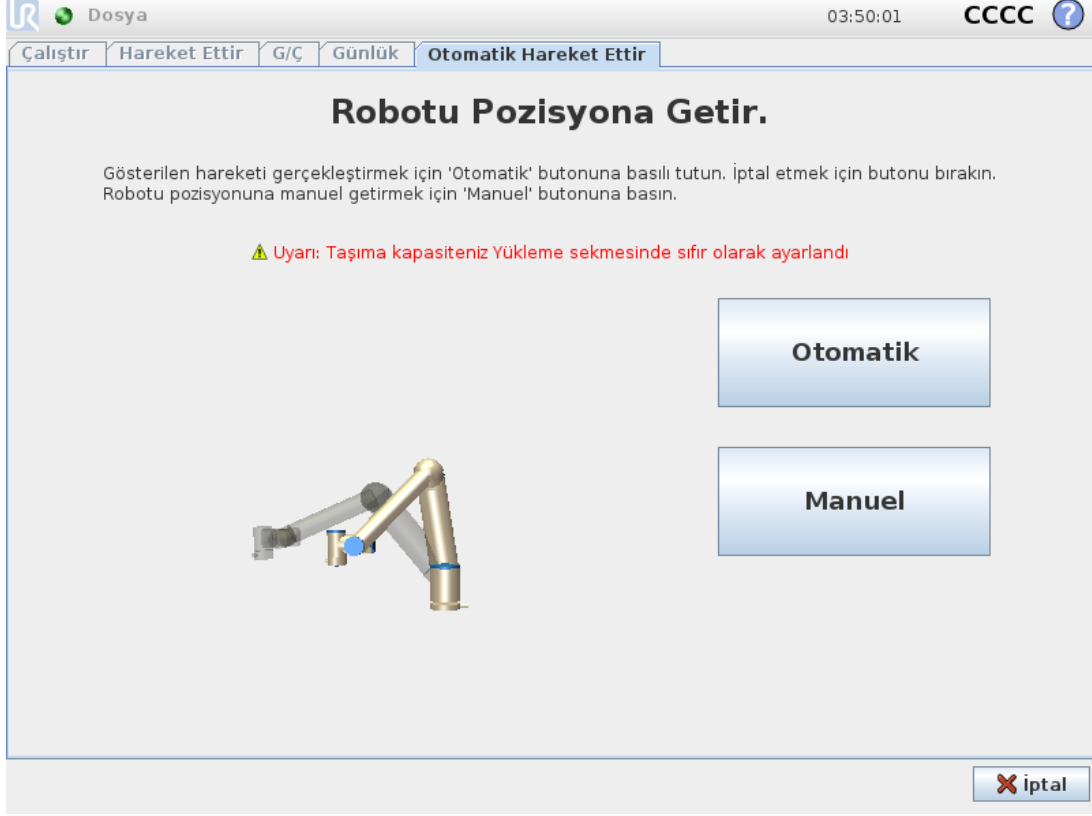 UR Dosya 03:50:01 CCCC ?
Çalıştır Hareket Ettir G/Ç Günlük Otomatik Hareket Ettir
Robotu Pozisyona Getir.
Gösterilen hareketi gerçekleştirmek için 'Otomatik' butonuna basılı tutun. İptal etmek için butonu bırakın.
Robotu pozisyonuna manuel getirmek için 'Manuel' butonuna basın.
Uyarı: Taşıma kapasiteniz Yükleme sekmesinde sıfır olarak ayarlandı
Otomatik
Manuel
İptal